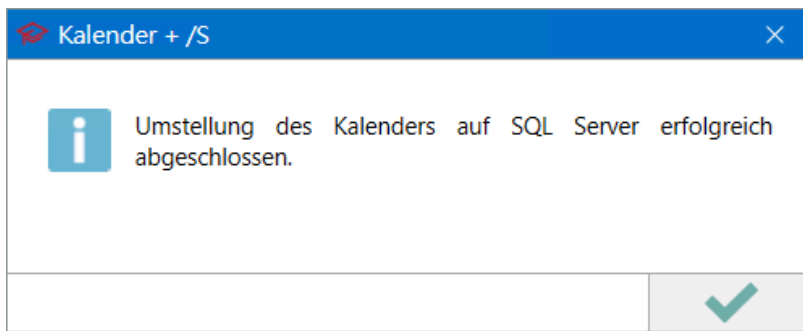 Kalender + /S
Umstellung des Kalenders auf SQL Server erfolgreich
abgeschlossen.